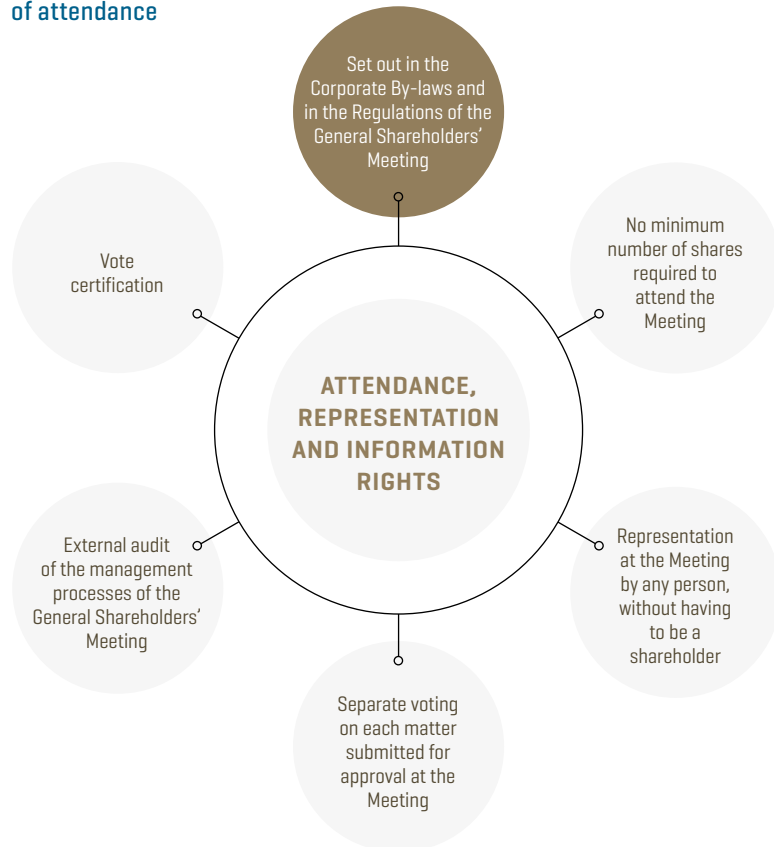 of attendance
Set out in the
Corporate By-laws and
in the Regulations of the
General Shareholders’
Meeting
No minimum
number of shares
required to
attend the
Meeting
Representation
at the Meeting
by any person,
without having
to be a
shareholder
Separate voting
on each matter
submitted for
approval at the
Meeting
External audit
of the management
processes of the
General Shareholders’
Meeting
Vote
certification
ATTENDANCE,
REPRESENTATION
AND INFORMATION
RIGHTS